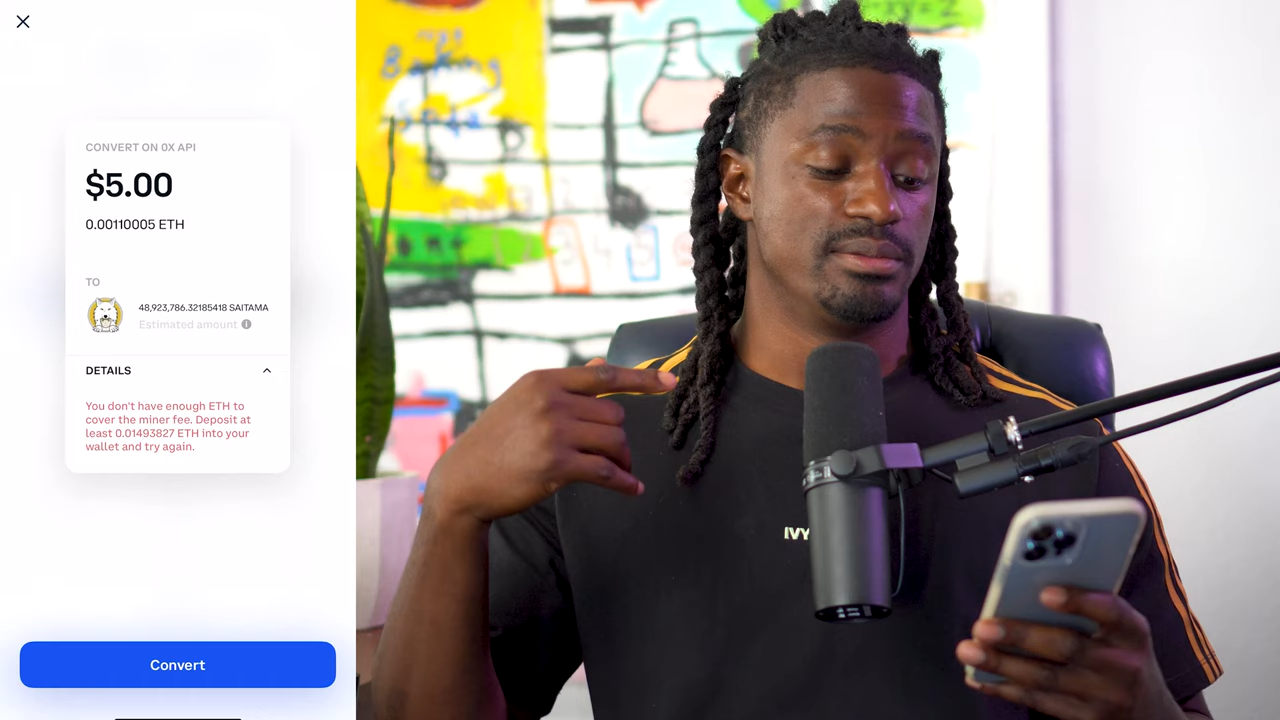 CONVERT ON 0X API
$5.00
0.00110005 ETH
TO
48,923,786.32185418 SAITAMA
Estimated amount
DETAILS
You don't have enough ETH to
cover the miner fee. Deposit at
least 0.01493827 ETH into your
wallet and try again.
Convert
IVY